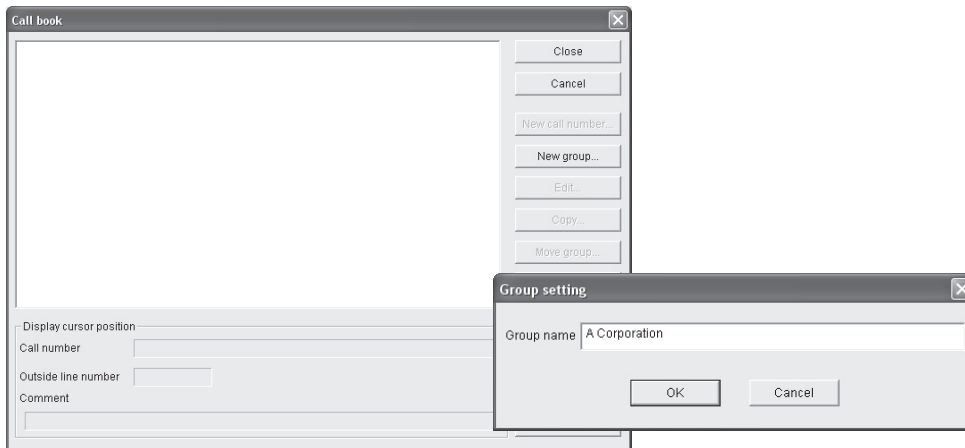 Call book
Close
Cancel
New call number...
New group...
Edit...
Copy...
Move group...
Display cursor position
Call number
Outside line number
Comment
Group setting
Group name A Corporation
OK Cancel